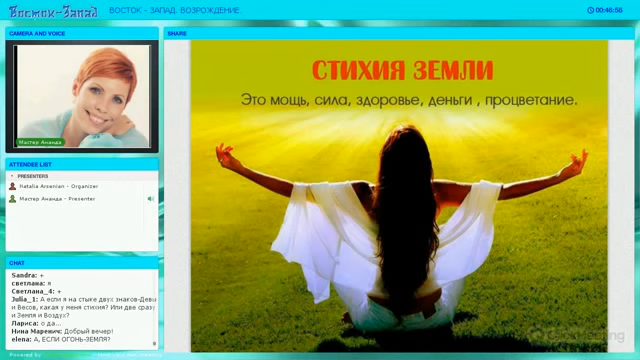 Восток-Запад
ВОСТОК - ЗАПАД. ВОЗРОЖДЕНИЕ.
00:46:56
CAMERA AND VOICE
Мастер Ананда
SHARE
СТИХИЯ ЗЕМЛИ
Это мощь, сила, здоровье, деньги , процветание.
ATTENDEE LIST
PRESENTERS
Natalia Arsenian - Organizer
Мастер Ананда - Presenter
CHAT
Sandra: +
светлана: я
Светлана_4: +
Julia_1: А если я на стыке двух знаков-Девы
и Весов, какая у меня стихия? Или две сразу
и Земля и Воздух?
Лариса: о да...
Нина Маренич: Добрый вечер!
elena: А, ЕСЛИ ОГОНЬ-ЗЕМЛЯ?
Powered by